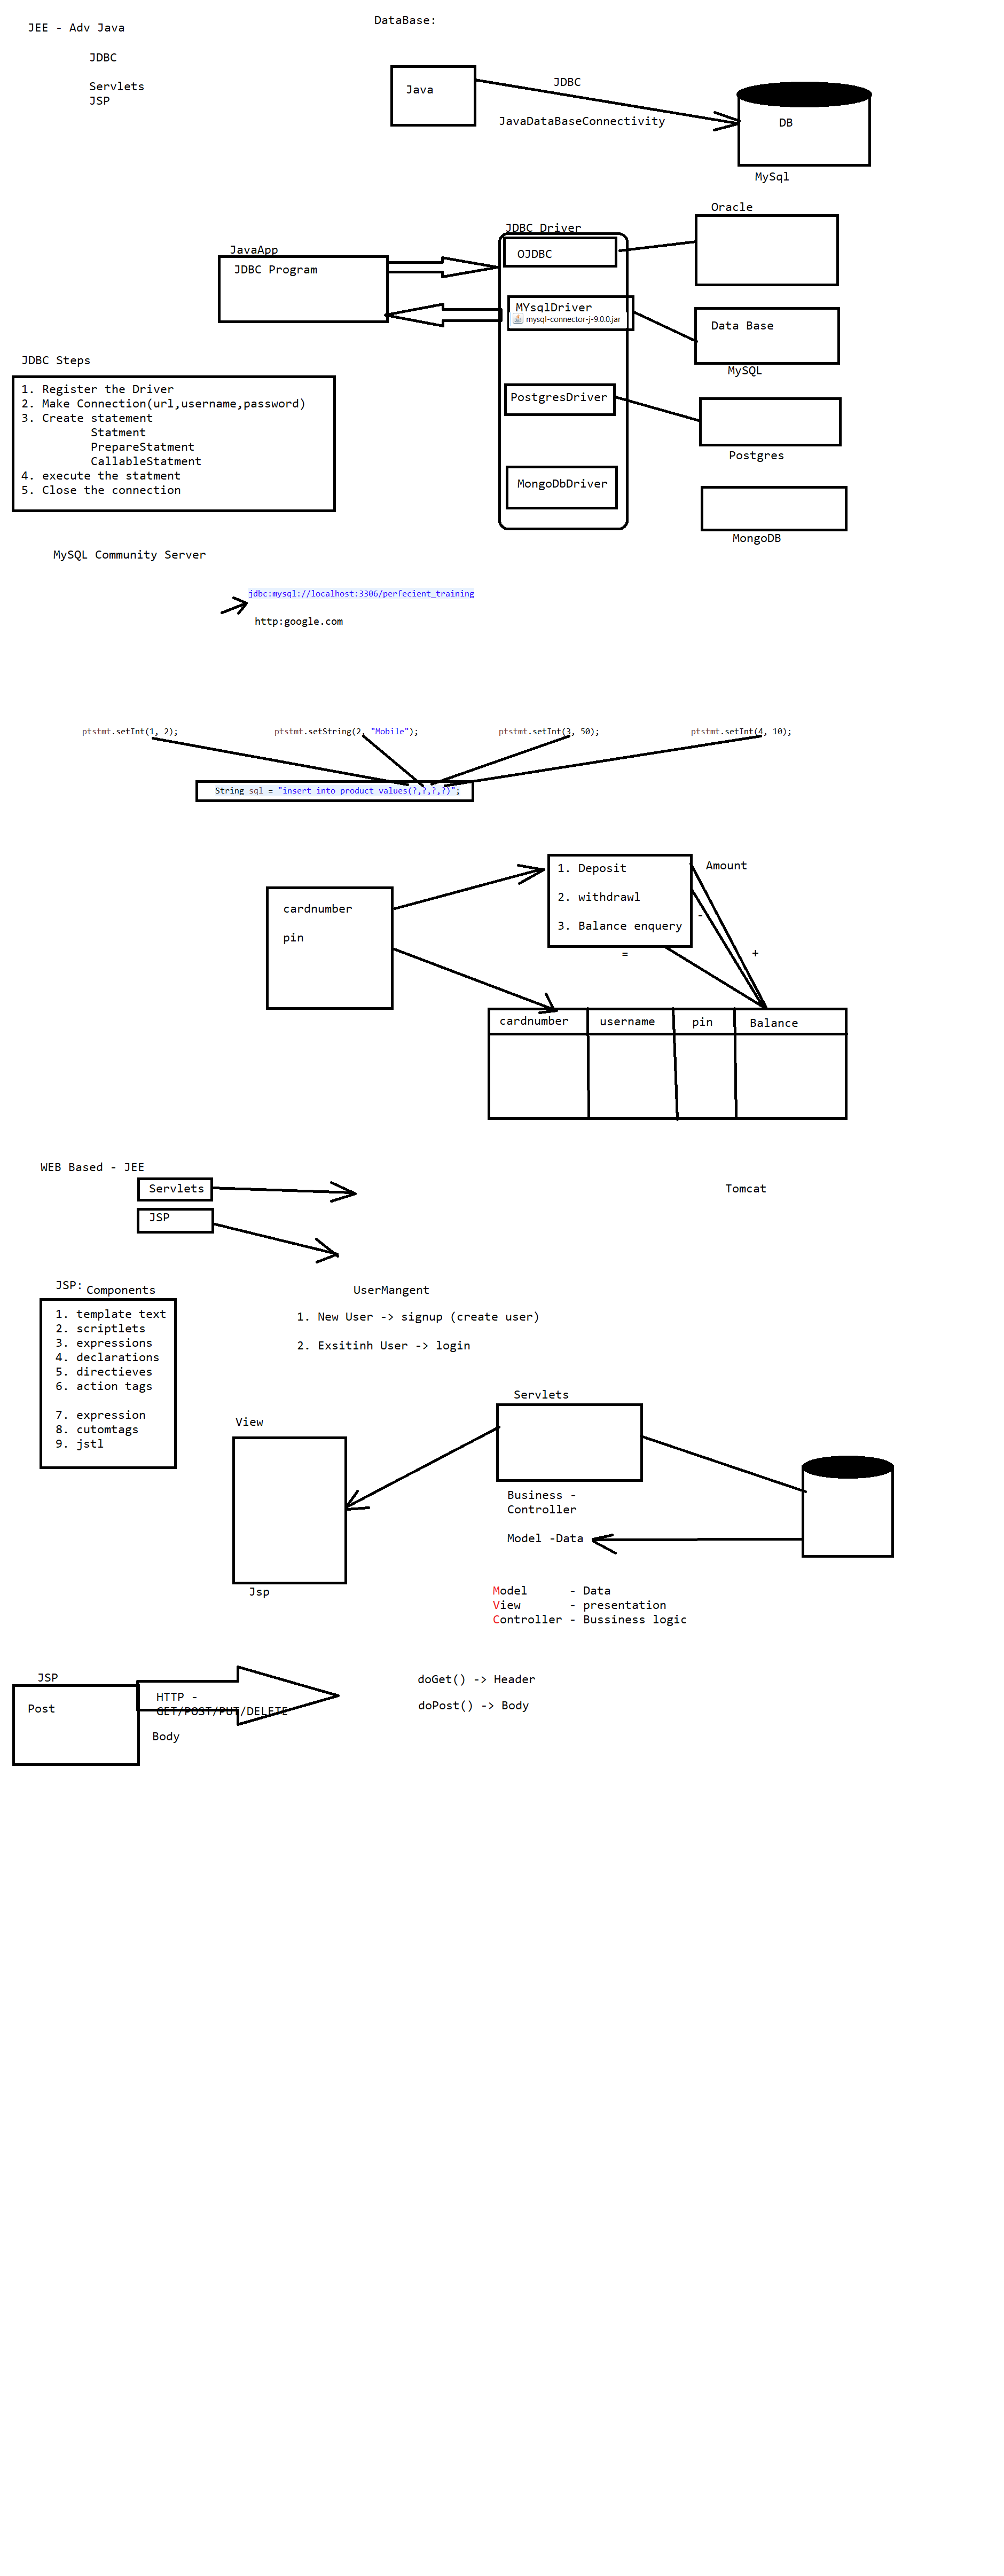 JEE - Adv Java
JDBC
Servlets
JSP
DataBase:
Java
JDBC
JavaDataBaseConnectivity
DB
MySql
JavaApp
JDBC Program
JDBC Driver
OJDBC
MYsqlDriver
mysql-connector-j-9.0.0.jar
PostgresDriver
MongoDbDriver
Oracle
Data Base
MySQL
Postgres
MongoDB
JDBC Steps
1. Register the Driver
2. Make Connection(url,username,password)
3. Create statement
Statment
PrepareStatment
CallableStatment
4. execute the statment
5. Close the connection
MySQL Community Server
jdbc:mysql://localhost:3306/perfecient_training
http:google.com
ptstmt.setInt(1, 2);
ptstmt.setString(2, "Mobile");
ptstmt.setInt(3, 50);
ptstmt.setInt(4, 10);
String sql = "insert into product values(?,?,?,?)";
cardnumber
pin
1. Deposit
2. withdrawl
3. Balance enquery
Amount
-
=
+
cardnumber username pin Balance
WEB Based - JEE
Servlets
JSP
Tomcat
JSP: Components
1. template text
2. scriptlets
3. expressions
4. declarations
5. directieves
6. action tags
7. expression
8. cutomtags
9. jstl
UserMangent
1. New User -> signup (create user)
2. Exsitinh User -> login
View
Jsp
Servlets
Business -
Controller
Model -Data
Model - Data
View - presentation
Controller - Bussiness logic
JSP
Post
HTTP -
GET/POST/PUT/DELETE
Body
doGet() -> Header
doPost() -> Body